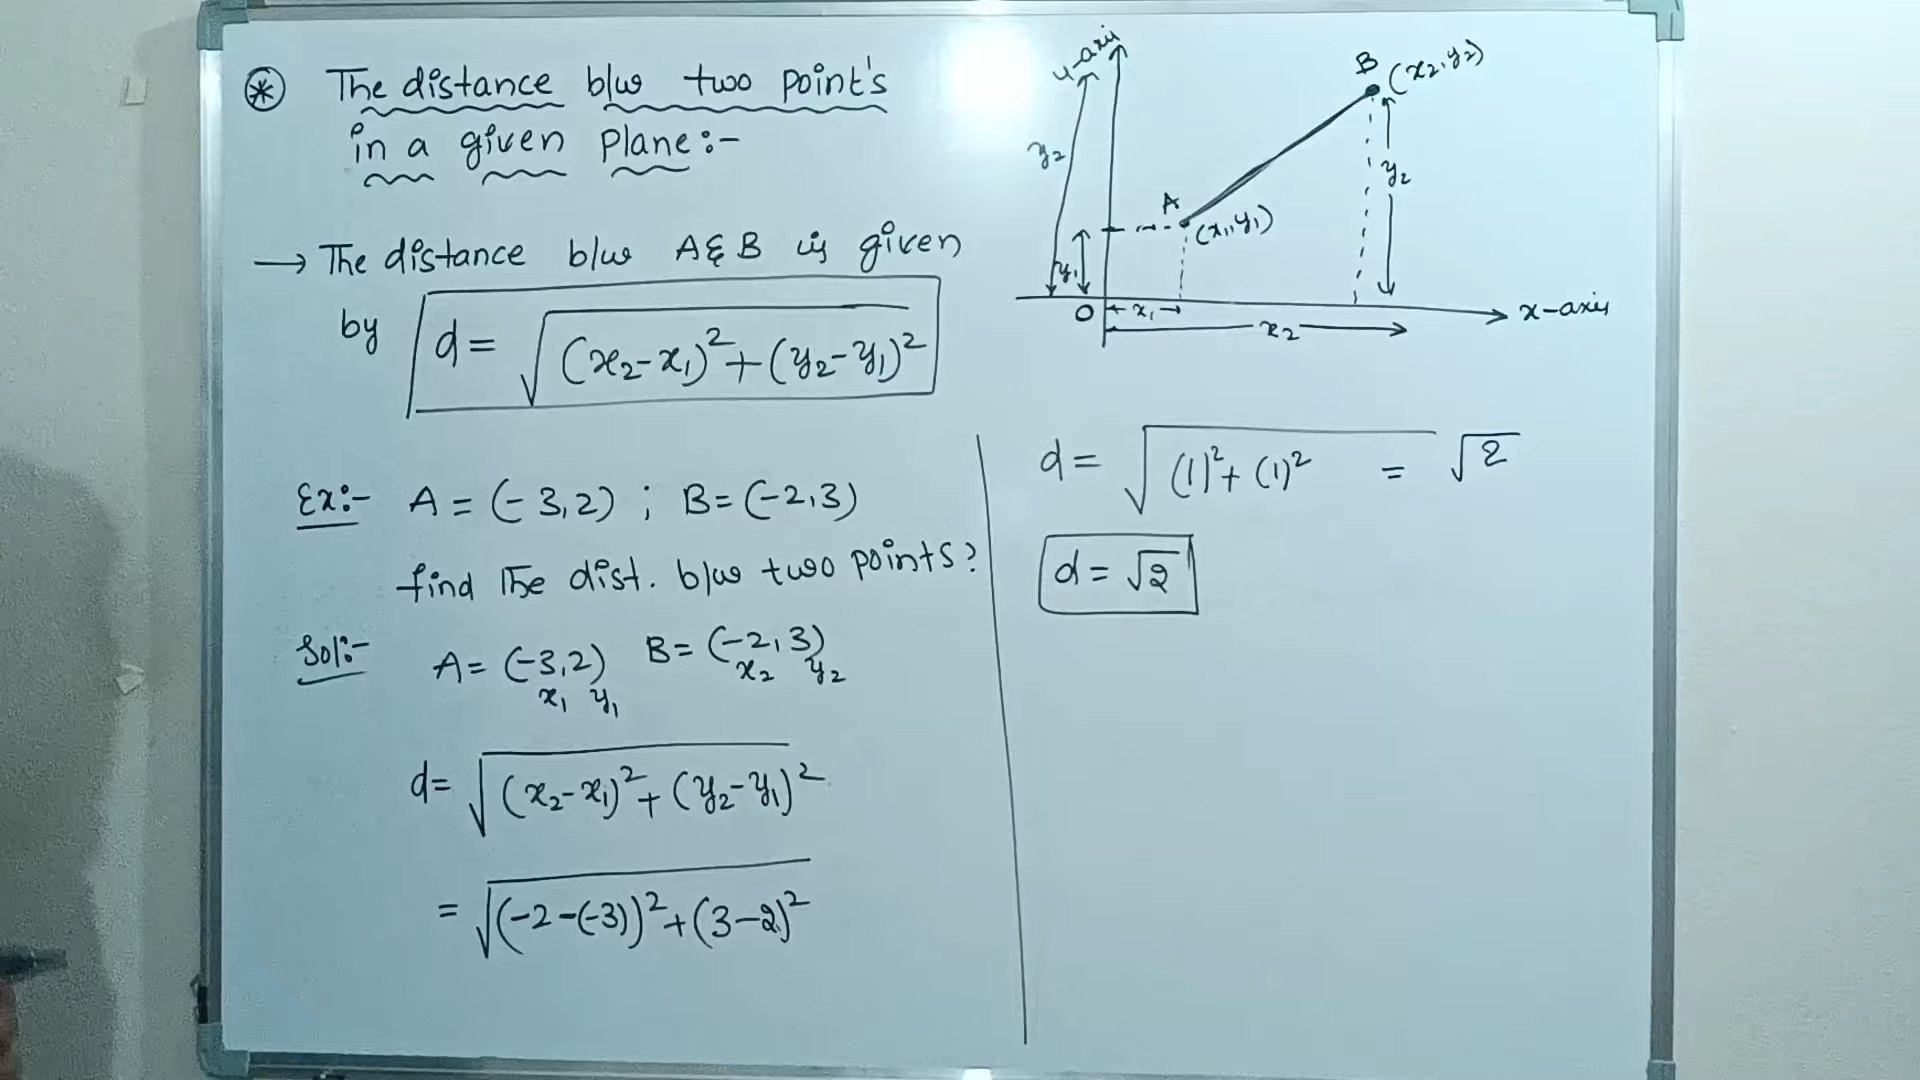 ⊛ The distance b/w two point's
in a given plane:-
→ The distance b/w A & B is given
by d = √(x₂-x₁)²+(y₂-y₁)²
Ex:- A = (-3,2) ; B = (-2,3)
find the dist. b/w two points?
Sol:- A = (-3,2) B = (-2,3)
x₁ y₁ x₂ y₂
d = √(x₂-x₁)²+(y₂-y₁)²
= √(-2-(-3))²+(3-2)²
y-axis
B (x₂,y₂)
y₂
y₂
A (x₁,y₁)
y₁
O x₁ x-axis
x₂
d = √(1)²+(1)² = √2
d = √2